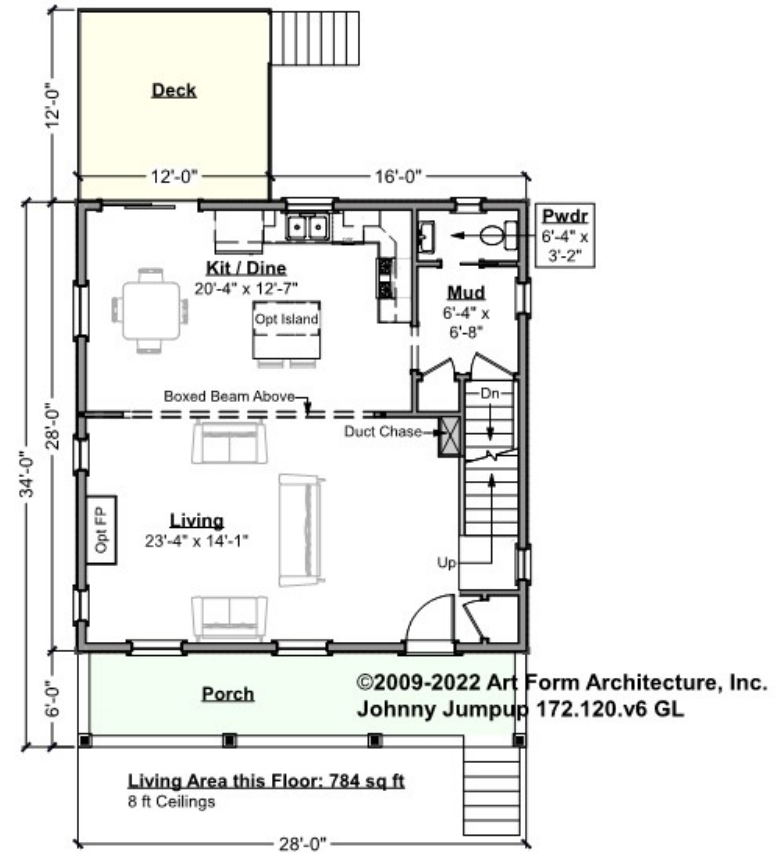 Deck
12'-0"
12'-0"
16'-0"
Pwdr
6'-4" x
3'-2"
Kit / Dine
20'-4" x 12'-7"
Mud
6'-4" x
6'-8"
Opt Island
Boxed Beam Above
Dn
Duct Chase
34'-0"
28'-0"
Living
23'-4" x 14'-1"
Opt FP
Up
6'-0"
Porch
©2009-2022 Art Form Architecture, Inc.
Johnny Jumpup 172.120.v6 GL
Living Area this Floor: 784 sq ft
8 ft Ceilings
28'-0"